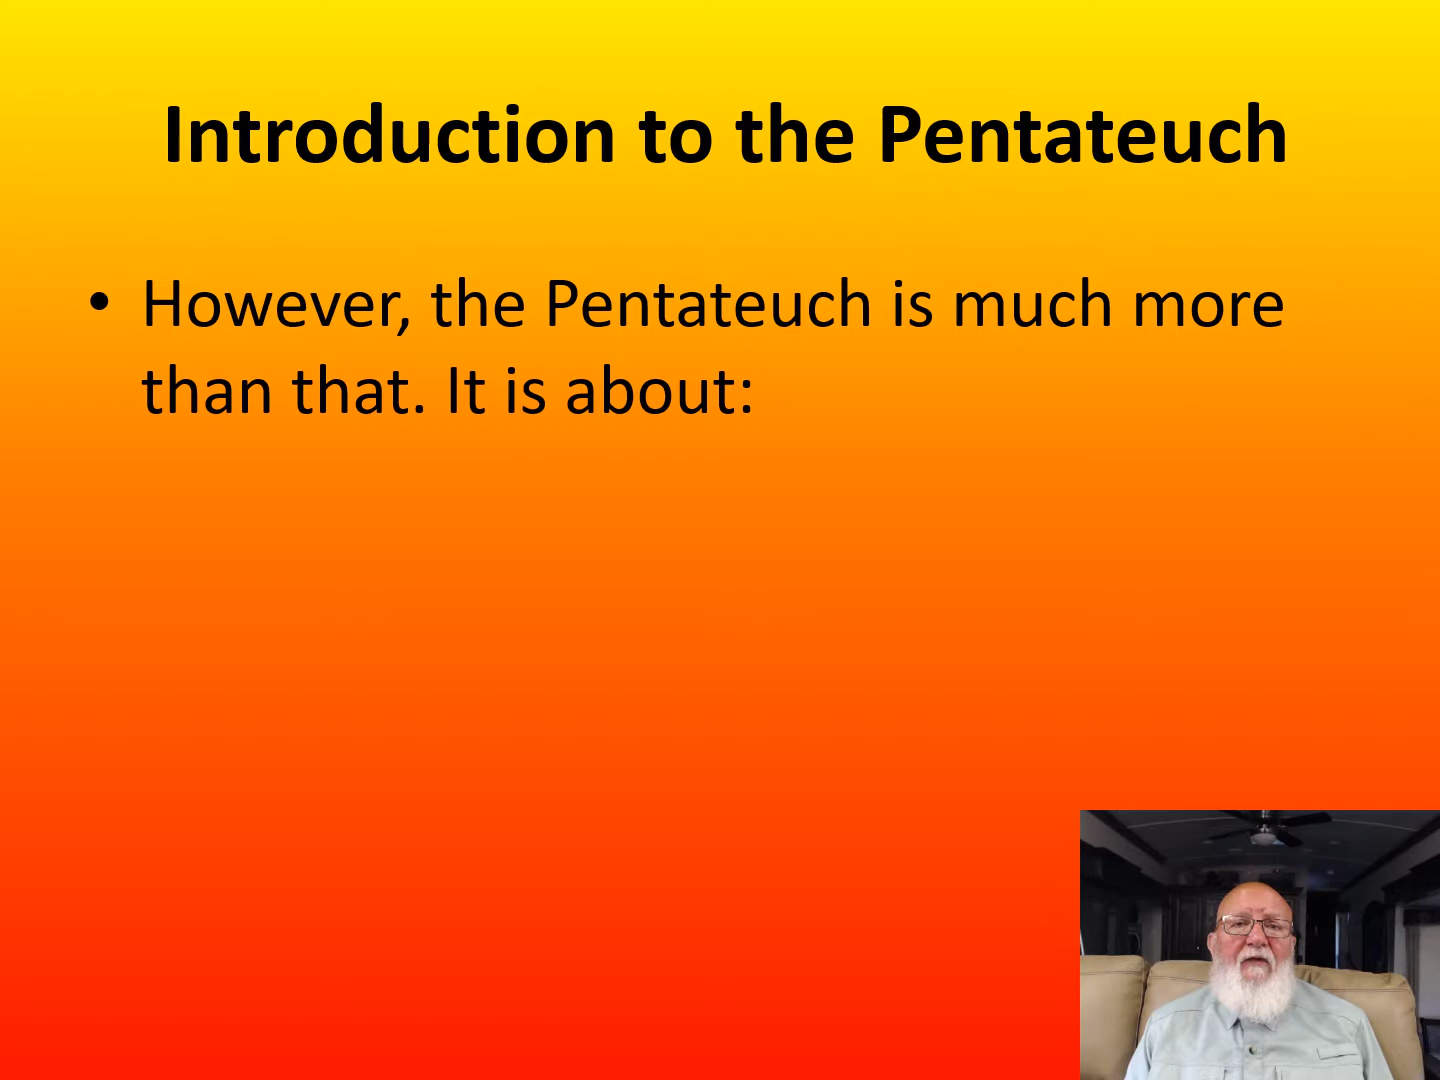 Introduction to the Pentateuch
• However, the Pentateuch is much more
than that. It is about: